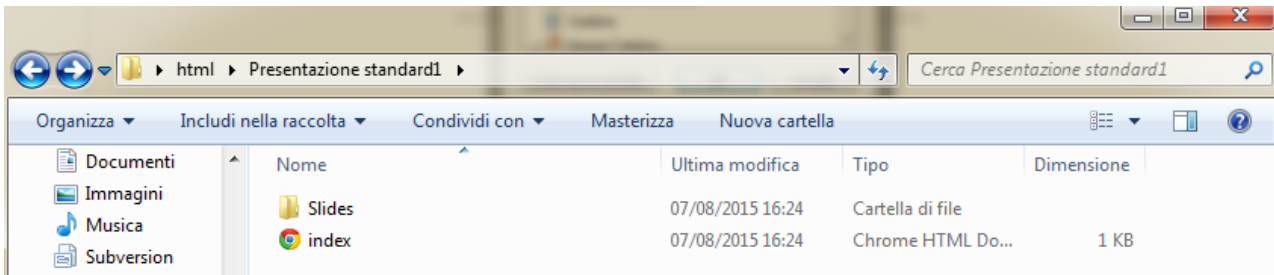 html Presentazione standard1 Cerca Presentazione standard1
Organizza Includi nella raccolta Condividi con Masterizza Nuova cartella
Documenti Nome Ultima modifica Tipo Dimensione
Immagini
Slides 07/08/2015 16:24 Cartella di file
Musica
index 07/08/2015 16:24 Chrome HTML Do... 1 KB
Subversion